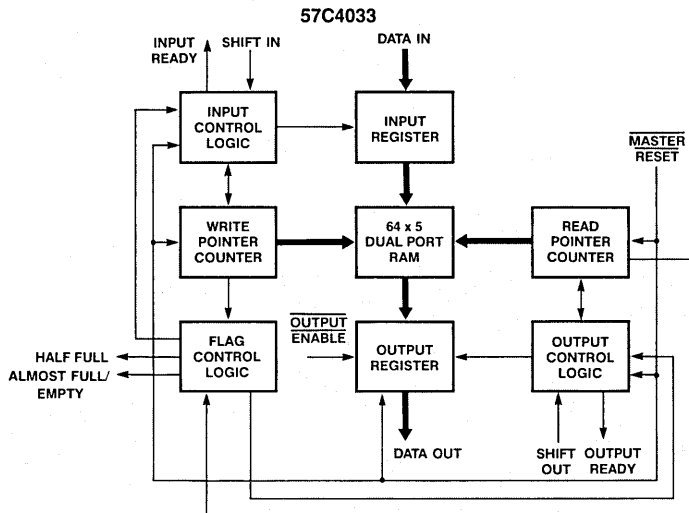 57C4033
INPUT
READY
SHIFT IN
DATA IN
INPUT
CONTROL
LOGIC
INPUT
REGISTER
MASTER
RESET
WRITE
POINTER
COUNTER
64 x 5
DUAL PORT
RAM
READ
POINTER
COUNTER
FLAG
CONTROL
LOGIC
OUTPUT
ENABLE
OUTPUT
REGISTER
OUTPUT
CONTROL
LOGIC
HALF FULL
ALMOST FULL/
EMPTY
DATA OUT
SHIFT
OUT
OUTPUT
READY